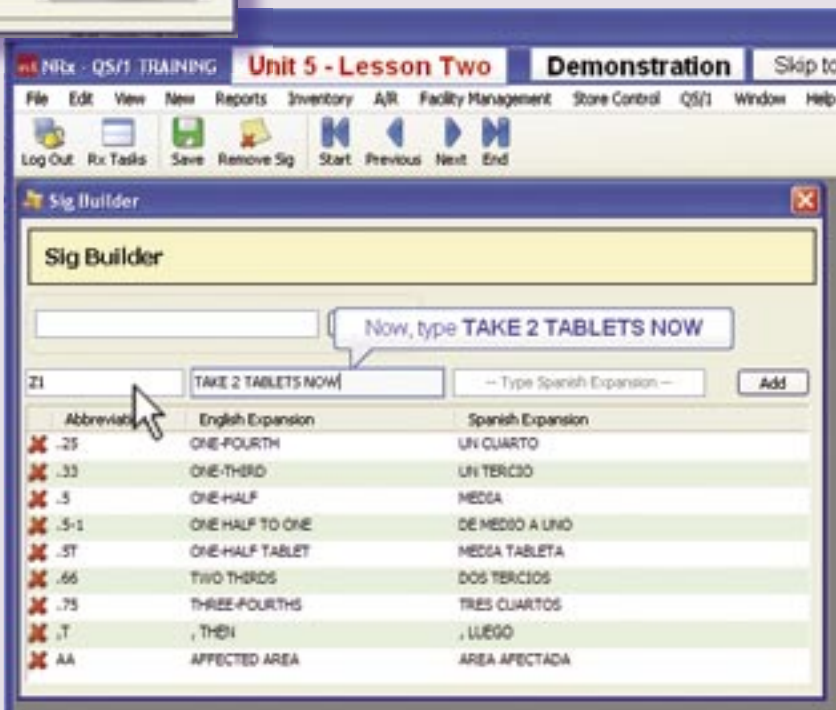 NRx - QS/1 TRAINING Unit 5 - Lesson Two Demonstration Skip to
File Edit View New Reports Inventory A/R Facility Management Store Control QS/1 Window Help
Log Out Rx Tasks Save Remove Sig Start Previous Next End
Sig Builder
Sig Builder
Now, type TAKE 2 TABLETS NOW
Z1 TAKE 2 TABLETS NOW -- Type Spanish Expansion -- Add
Abbreviati English Expansion Spanish Expansion
.25 ONE-FOURTH UN CUARTO
.33 ONE-THIRD UN TERCIO
.5 ONE-HALF MEDIA
.5-1 ONE HALF TO ONE DE MEDIO A UNO
.5T ONE-HALF TABLET MEDIA TABLETA
.66 TWO THIRDS DOS TERCIOS
.75 THREE-FOURTHS TRES CUARTOS
,T , THEN , LUEGO
AA AFFECTED AREA AREA AFECTADA